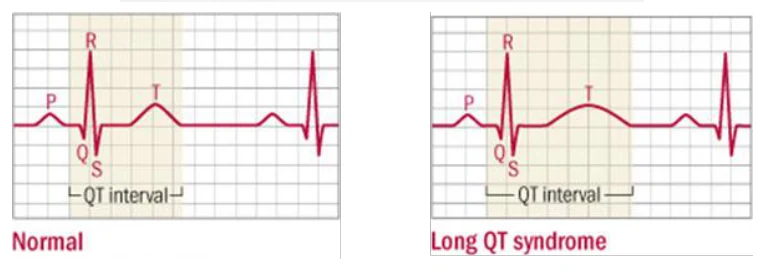 R
P
T
Q
S
QT interval
Normal
R
P
T
Q
S
QT interval
Long QT syndrome